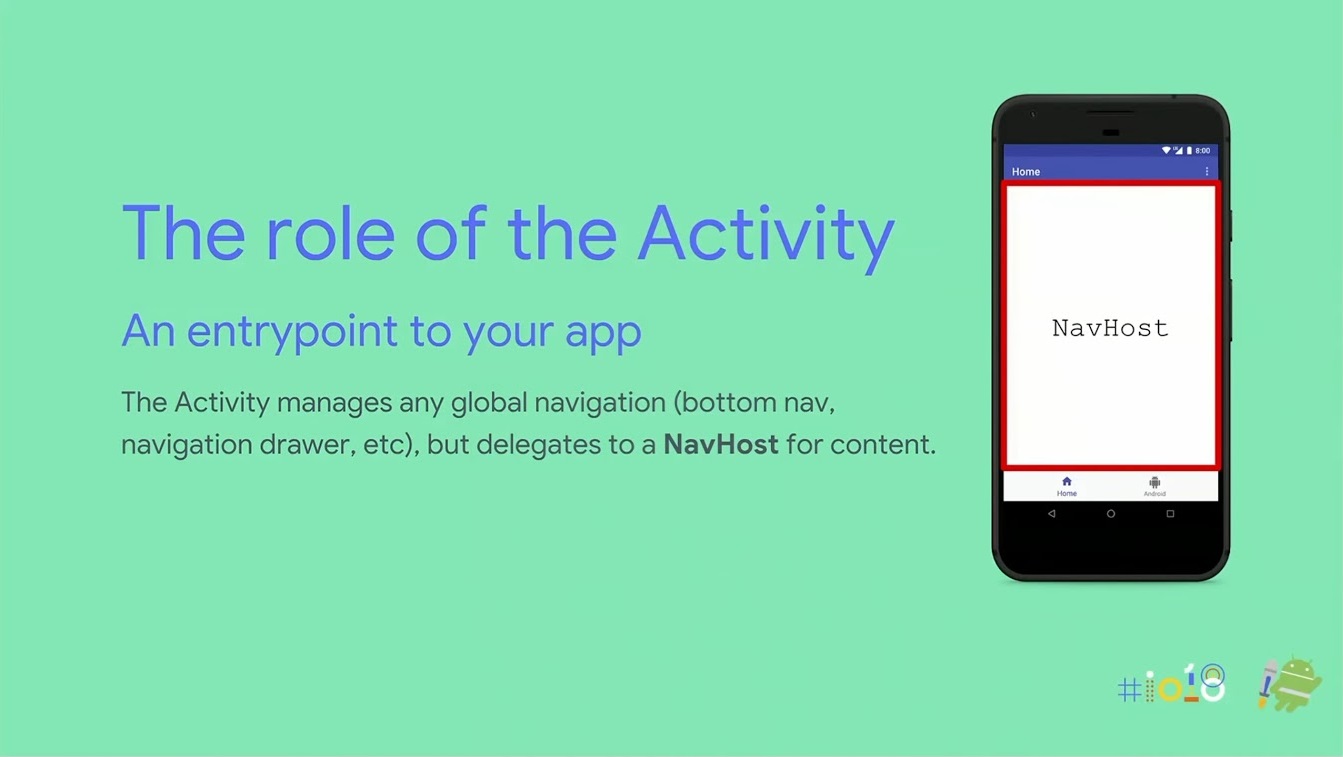 The role of the Activity
An entrypoint to your app
The Activity manages any global navigation (bottom nav,
navigation drawer, etc), but delegates to a NavHost for content.
8:00
Home
NavHost
Home
Android
#io18